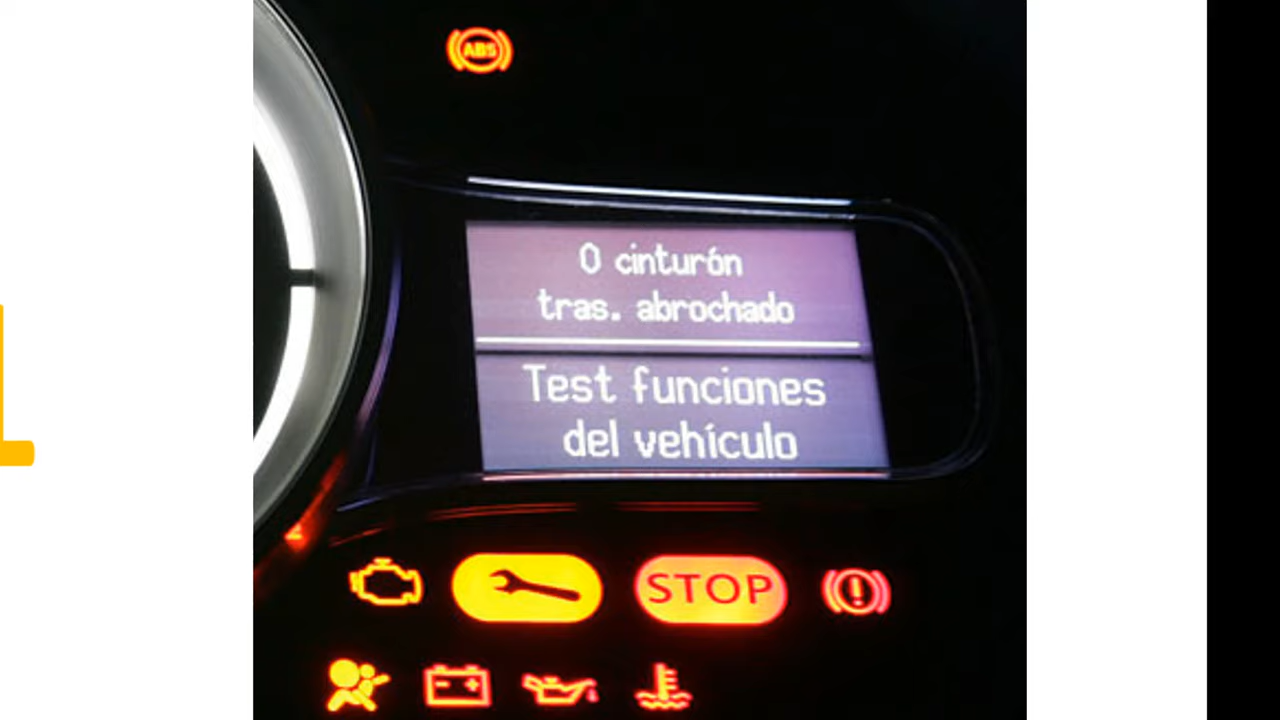 ABS
0 cinturón
tras. abrochado
Test funciones
del vehículo
STOP